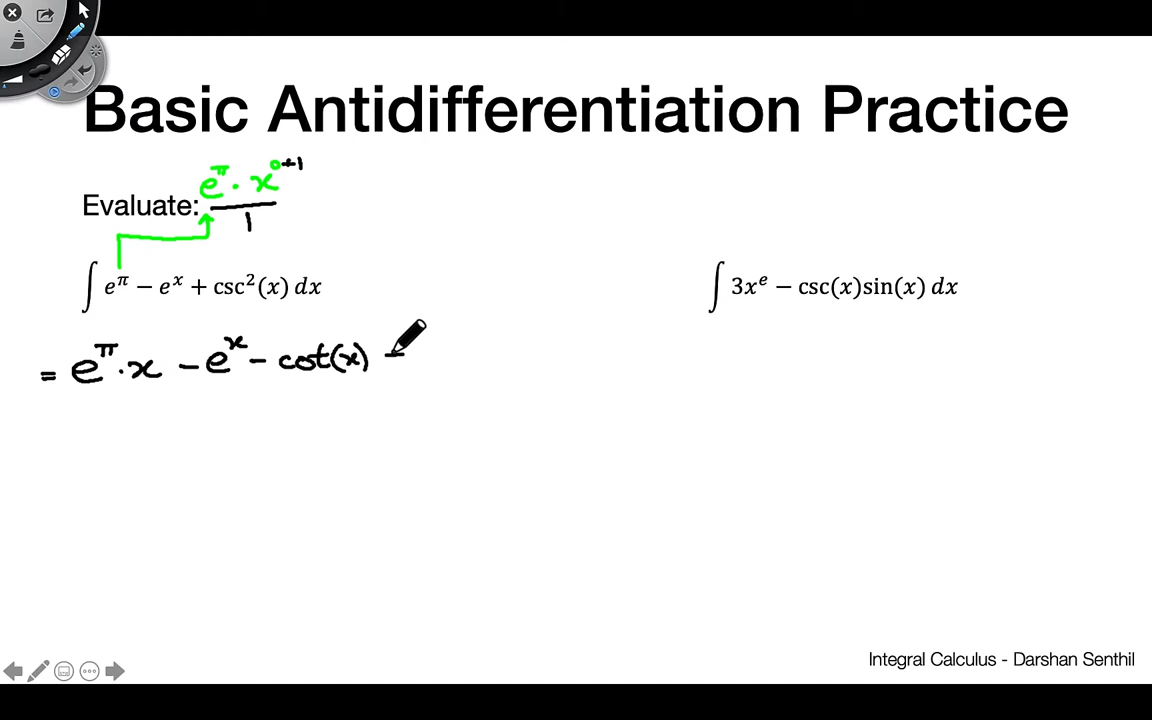 Basic Antidifferentiation Practice
e^π · x^0+1
Evaluate:
1
∫ e^π − e^x + csc²(x) dx
∫ 3x^e − csc(x)sin(x) dx
= e^π · x − e^x − cot(x)
Integral Calculus - Darshan Senthil